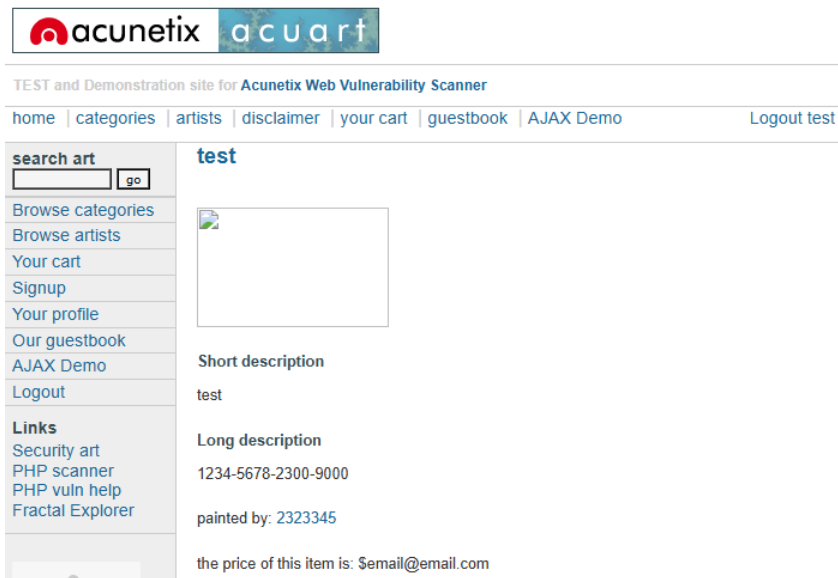 acunetix acuart
TEST and Demonstration site for Acunetix Web Vulnerability Scanner
home | categories | artists | disclaimer | your cart | guestbook | AJAX Demo Logout test
search art
go
Browse categories
Browse artists
Your cart
Signup
Your profile
Our guestbook
AJAX Demo
Logout
Links
Security art
PHP scanner
PHP vuln help
Fractal Explorer
test
Short description
test
Long description
1234-5678-2300-9000
painted by: 2323345
the price of this item is: $email@email.com